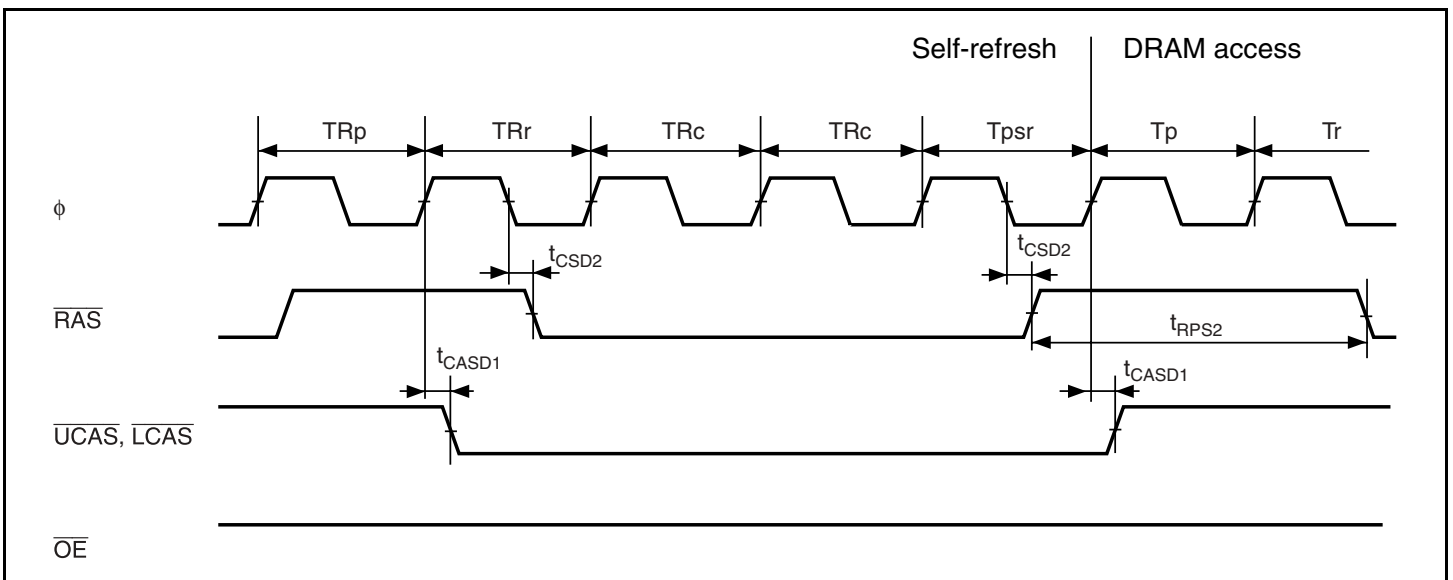 Self-refresh DRAM access
TRp TRr TRc TRc Tpsr Tp Tr
ϕ
tCSD2 tCSD2
RAS
tRPS2
tCASD1 tCASD1
UCAS, LCAS
OE